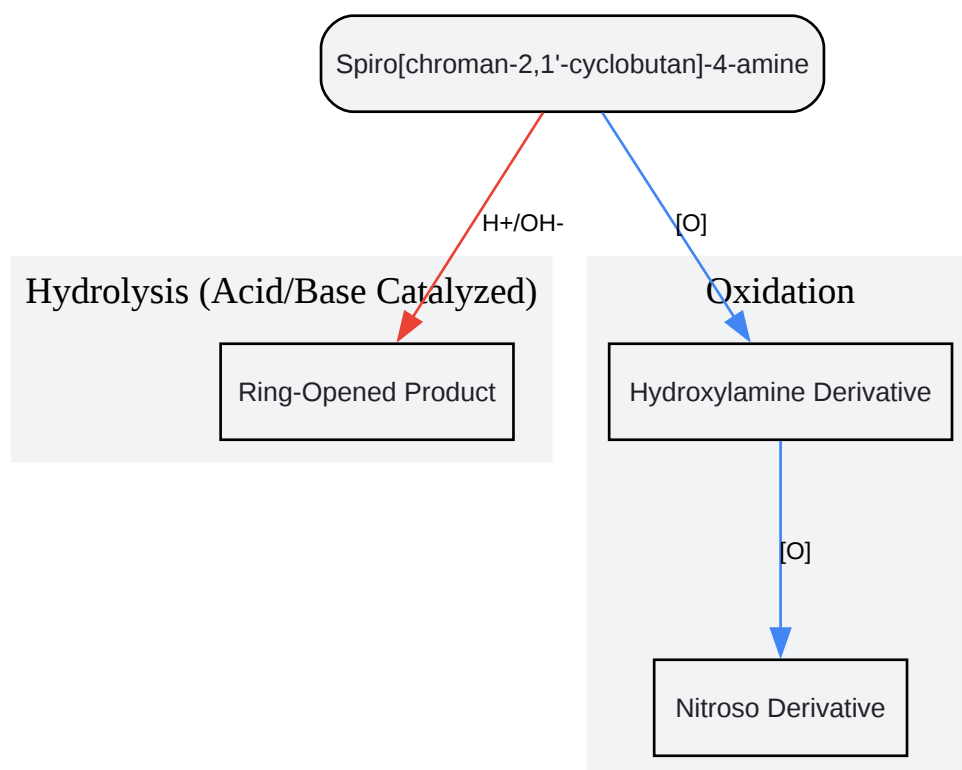 Spiro[chroman-2,1'-cyclobutan]-4-amine
H+/OH-
[O]
Hydrolysis (Acid/Base Catalyzed)
Oxidation
Ring-Opened Product
Hydroxylamine Derivative
[O]
Nitroso Derivative